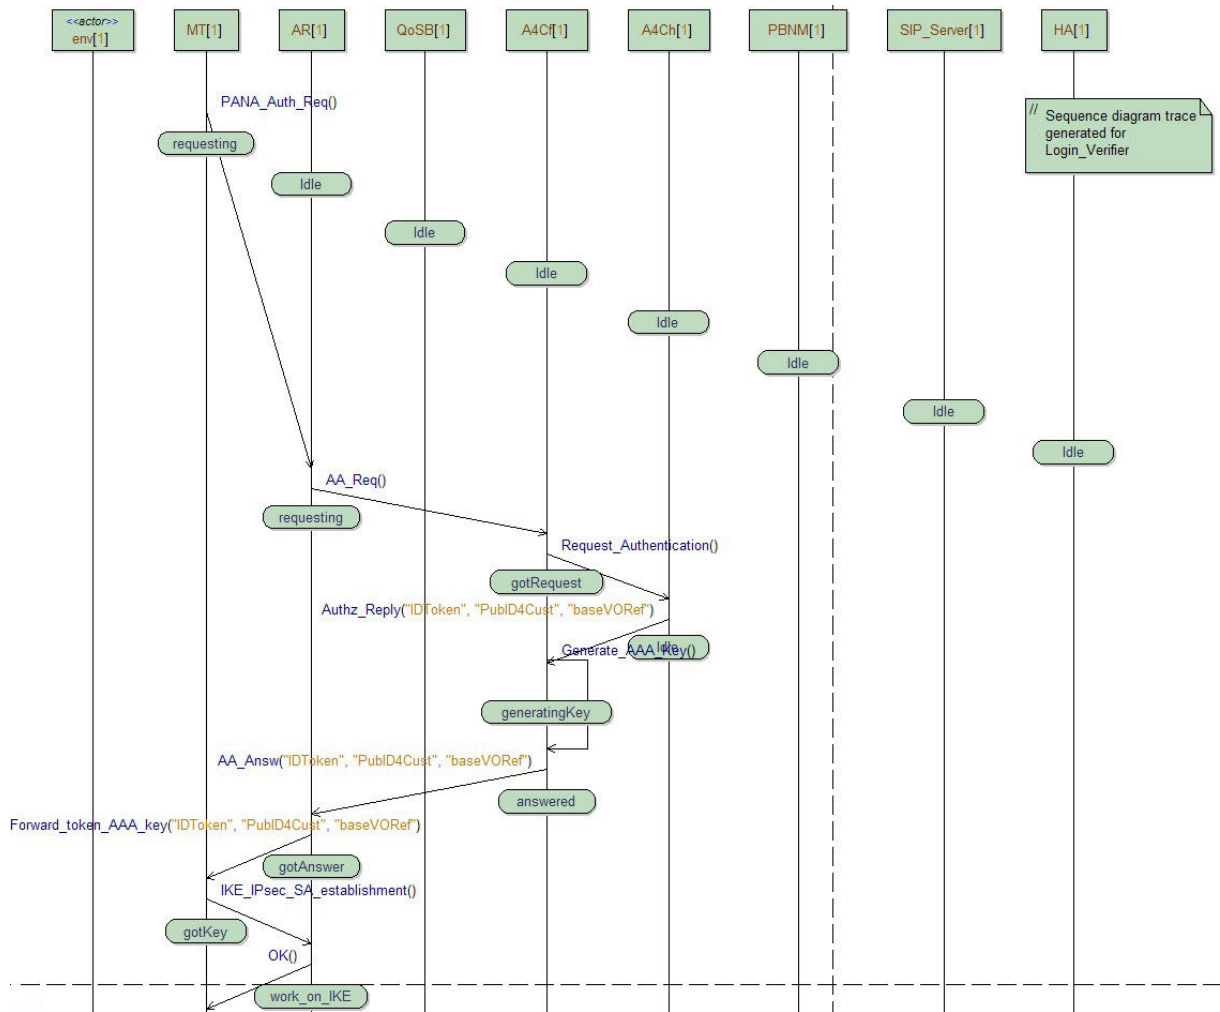 <<actor>>
env[1]
MT[1]
AR[1]
QoSB[1]
A4Cf[1]
A4Ch[1]
PBNM[1]
SIP_Server[1]
HA[1]
PANA_Auth_Req()
// Sequence diagram trace
generated for
Login_Verifier
requesting
Idle
Idle
Idle
Idle
Idle
Idle
Idle
AA_Req()
requesting
Request_Authentication()
gotRequest
Authz_Reply("IDToken", "PubID4Cust", "baseVORef")
Idle
Generate_AAA_Key()
generatingKey
AA_Answ("IDToken", "PubID4Cust", "baseVORef")
answered
Forward_token_AAA_key("IDToken", "PubID4Cust", "baseVORef")
gotAnswer
IKE_IPsec_SA_establishment()
gotKey
OK()
work_on_IKE